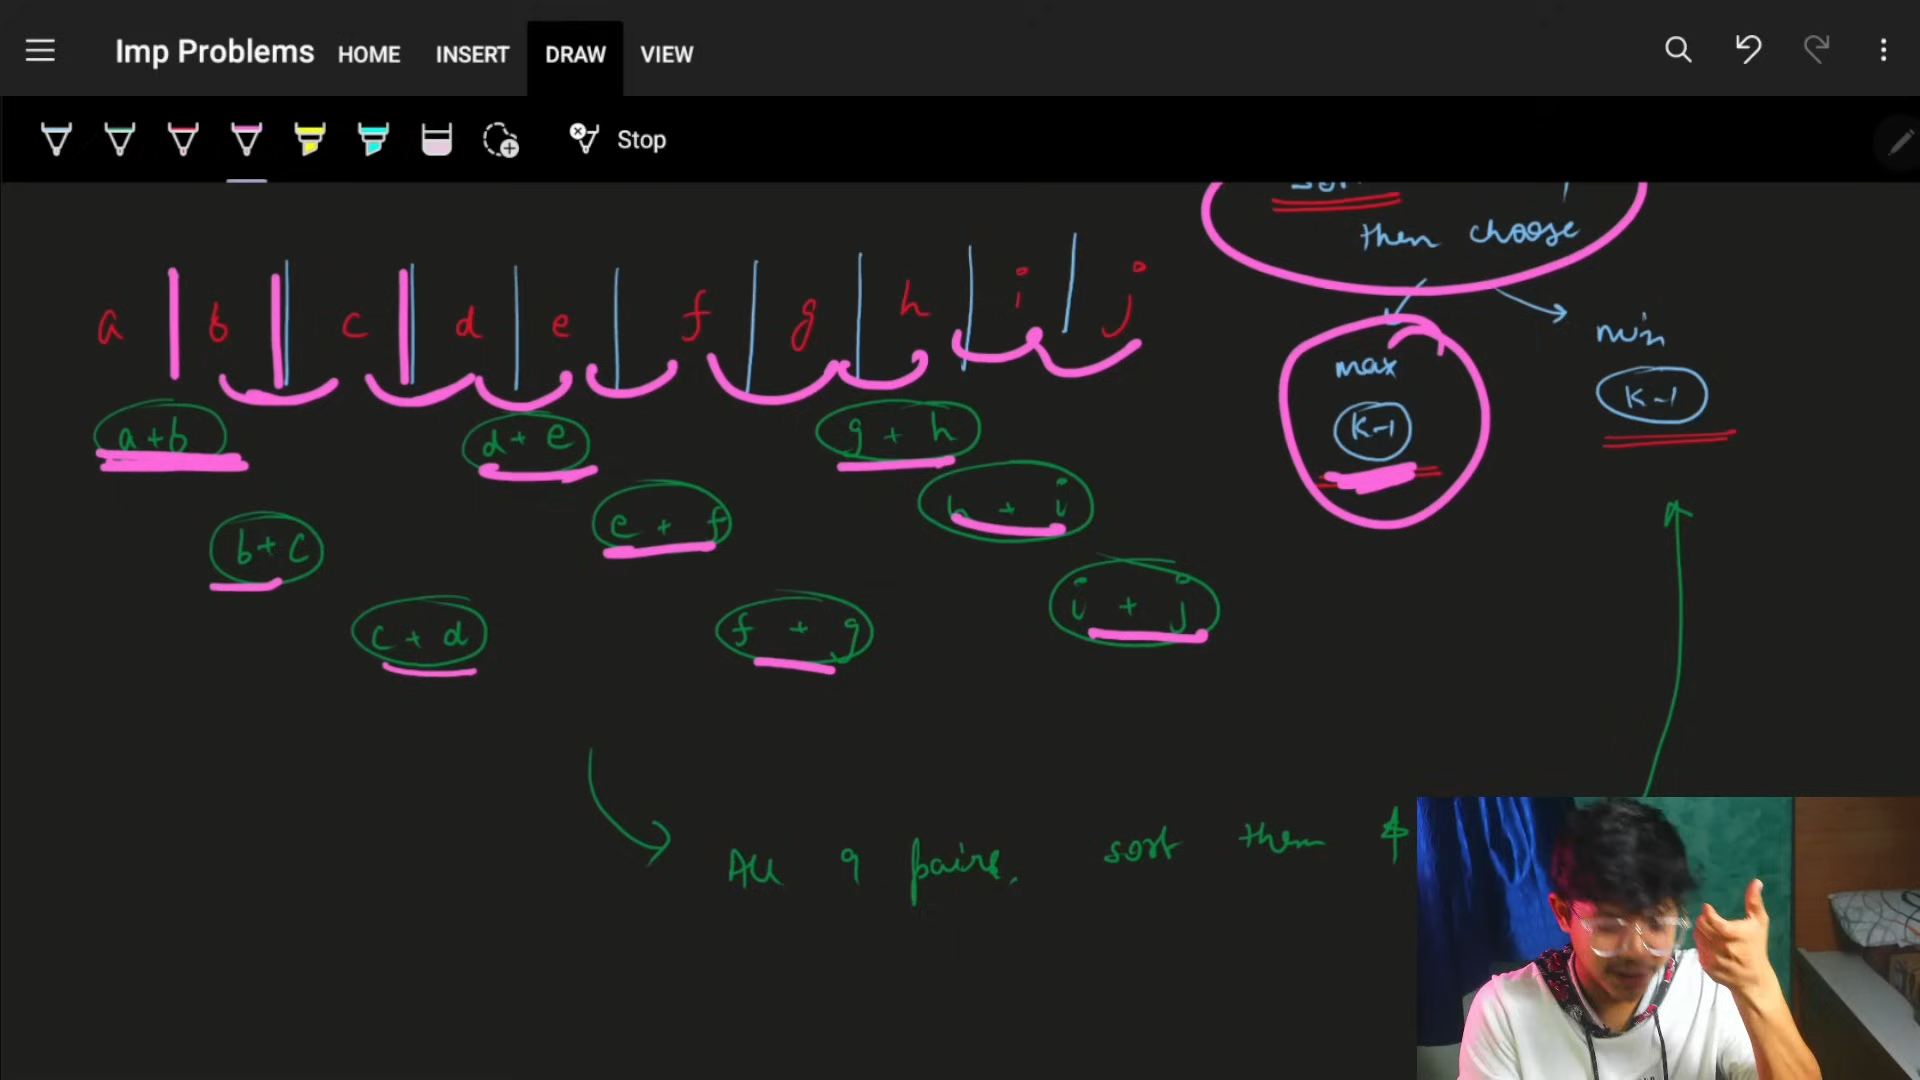 Imp Problems HOME INSERT DRAW VIEW
Stop
then choose
a b c d e f g h i j
min
max
K-1
K-1
a+b
d+e
g+h
e+f
h+i
b+c
i+j
c+d
f+g
All 9 pairs. sort them &